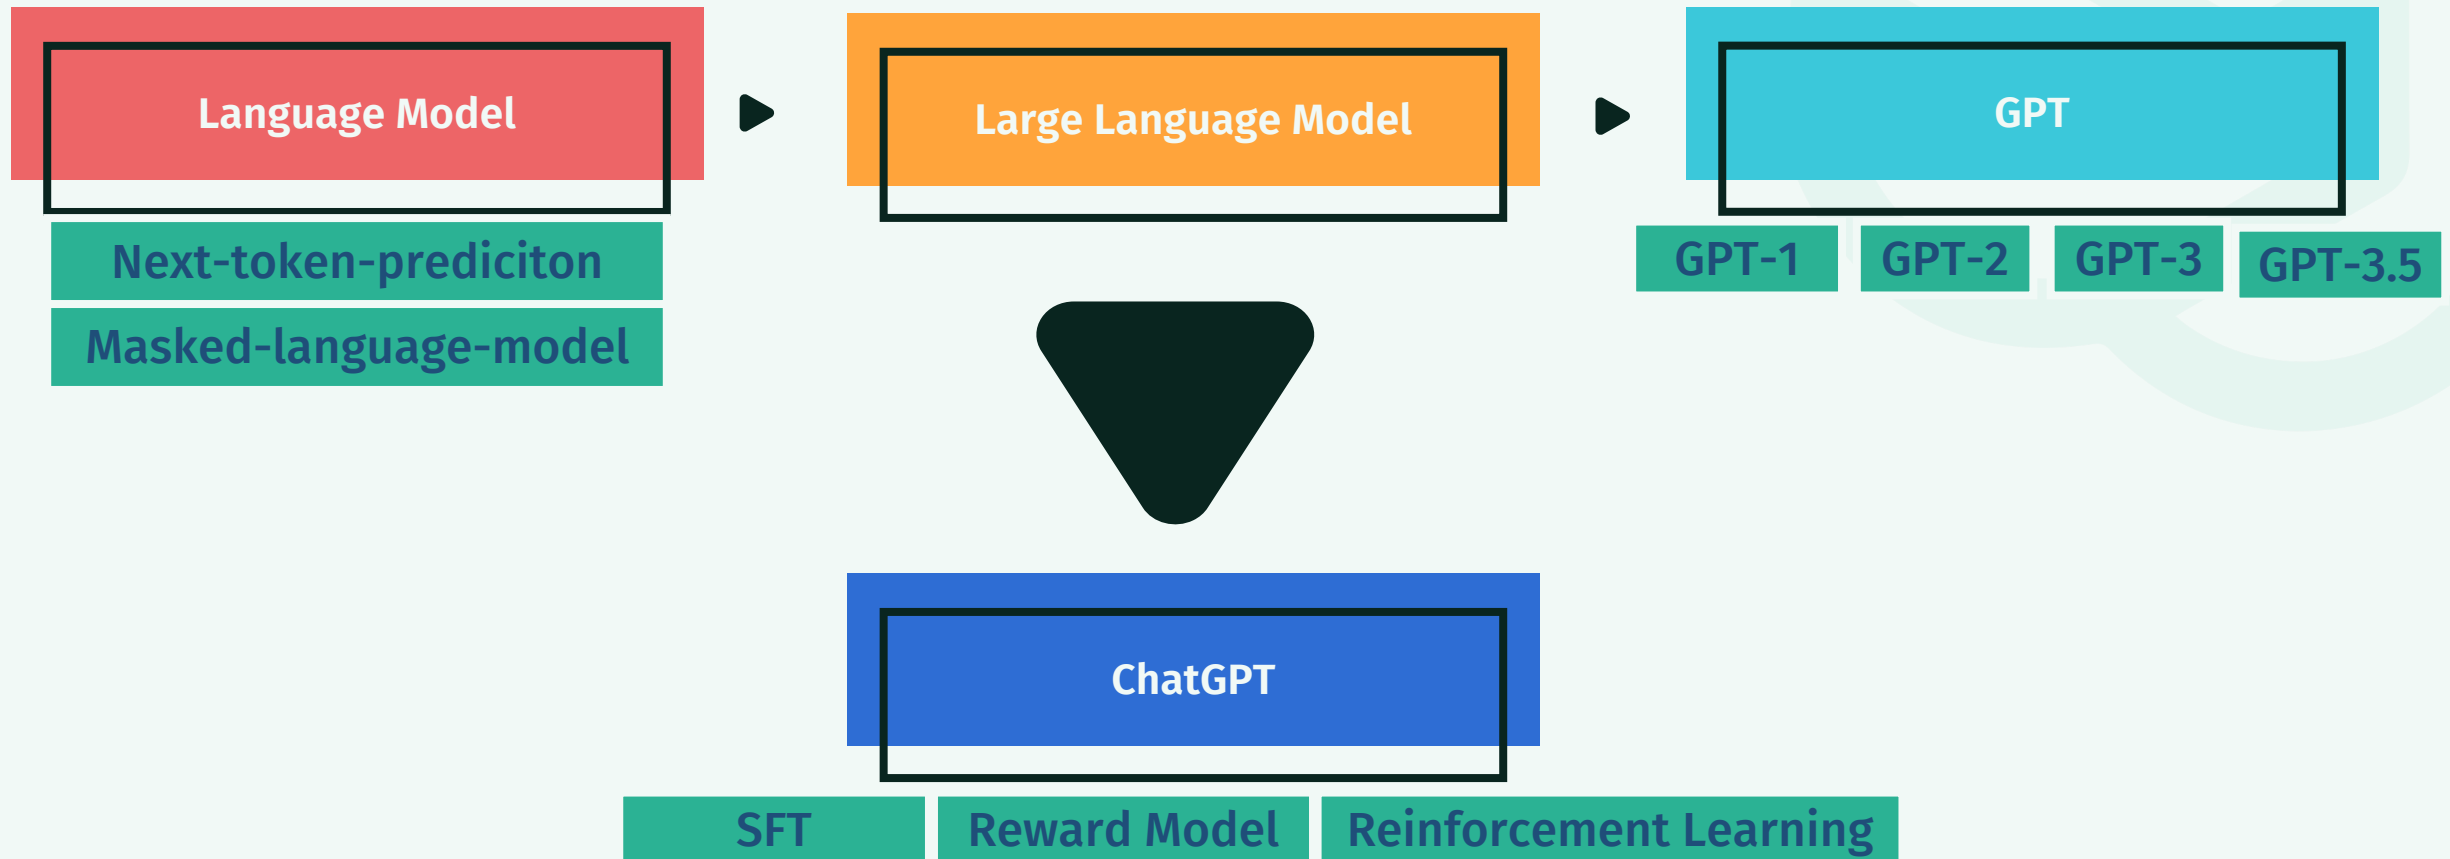 Language Model
Large Language Model
GPT
Next-token-prediciton
Masked-language-model
GPT-1
GPT-2
GPT-3
GPT-3.5
ChatGPT
SFT
Reward Model
Reinforcement Learning